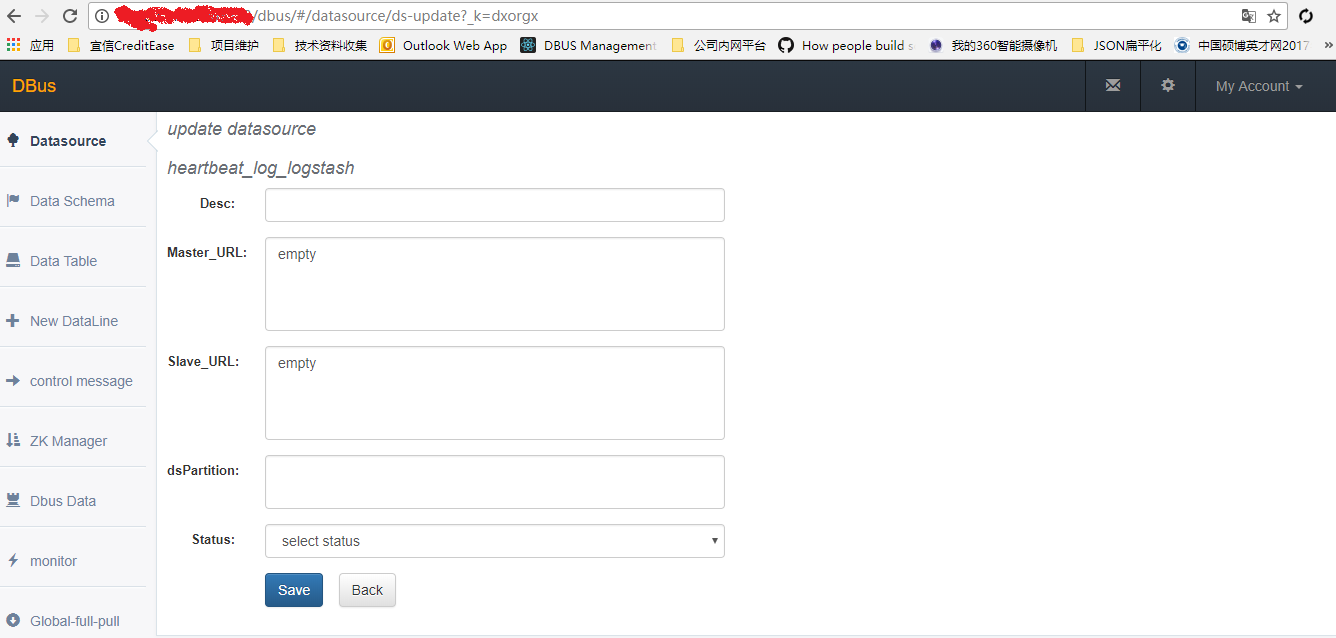 /dbus/#/datasource/ds-update?_k=dxorgx
应用 宜信CreditEase 项目维护 技术资料收集 Outlook Web App DBUS Management How people build s 公司内网平台 我的360智能摄像机 JSON扁平化 中国硕博英才网2017 »
DBus My Account
Datasource
Data Schema
Data Table
New DataLine
control message
ZK Manager
Dbus Data
monitor
Global-full-pull
update datasource
heartbeat_log_logstash
Desc:
Master_URL: empty
Slave_URL: empty
dsPartition:
Status: select status
Save Back